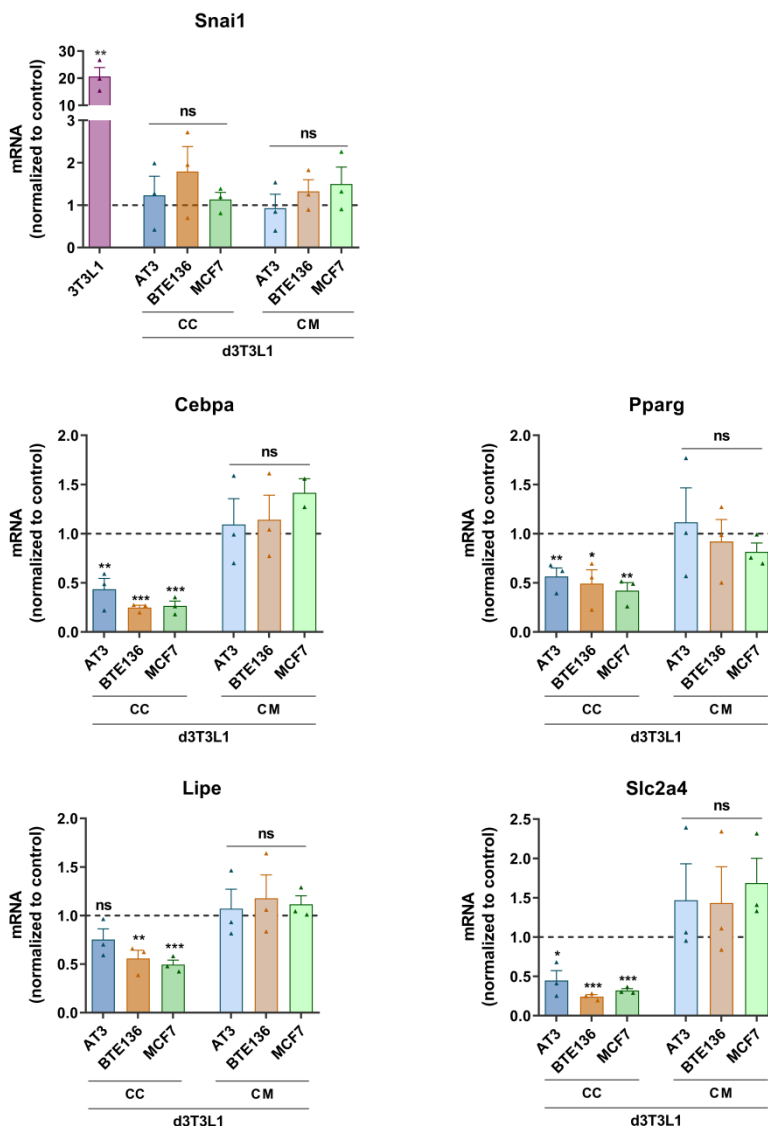 Snai1
mRNA
(normalized to control)
30
20
10
3
2
1
0
**
ns
ns
3T3L1
AT3
BTE136
MCF7
AT3
BTE136
MCF7
CC
CM
d3T3L1
Cebpa
mRNA
(normalized to control)
2.0
1.5
1.0
0.5
0.0
**
***
***
ns
AT3
BTE136
MCF7
AT3
BTE136
MCF7
CC
CM
d3T3L1
Pparg
mRNA
(normalized to control)
2.0
1.5
1.0
0.5
0.0
**
*
**
ns
AT3
BTE136
MCF7
AT3
BTE136
MCF7
CC
CM
d3T3L1
Lipe
mRNA
(normalized to control)
2.0
1.5
1.0
0.5
0.0
ns
**
***
ns
AT3
BTE136
MCF7
AT3
BTE136
MCF7
CC
CM
d3T3L1
Slc2a4
mRNA
(normalized to control)
2.5
2.0
1.5
1.0
0.5
0.0
*
***
***
ns
AT3
BTE136
MCF7
AT3
BTE136
MCF7
CC
CM
d3T3L1